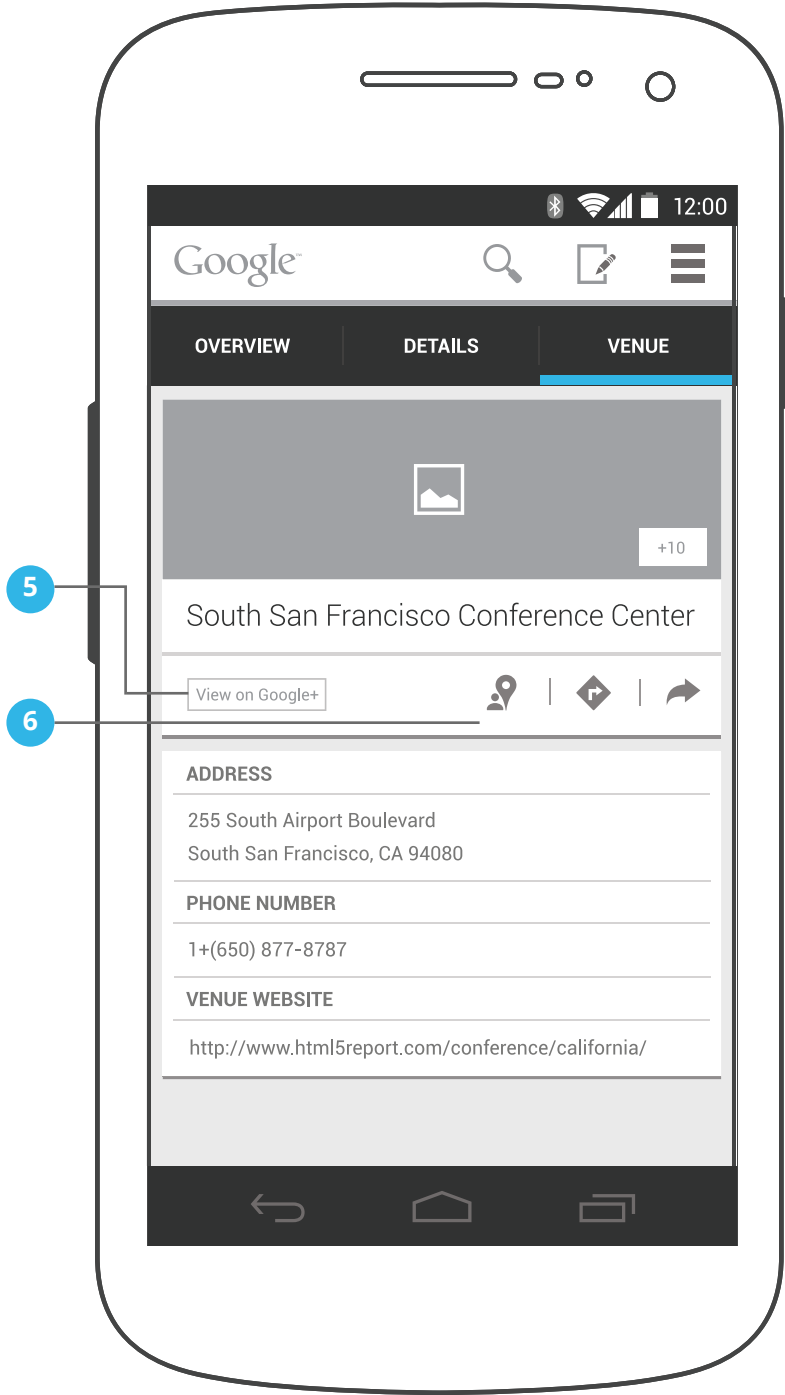 12:00
Google™
OVERVIEW DETAILS VENUE
+10
5
South San Francisco Conference Center
View on Google+
6
ADDRESS
255 South Airport Boulevard
South San Francisco, CA 94080
PHONE NUMBER
1+(650) 877-8787
VENUE WEBSITE
http://www.html5report.com/conference/california/